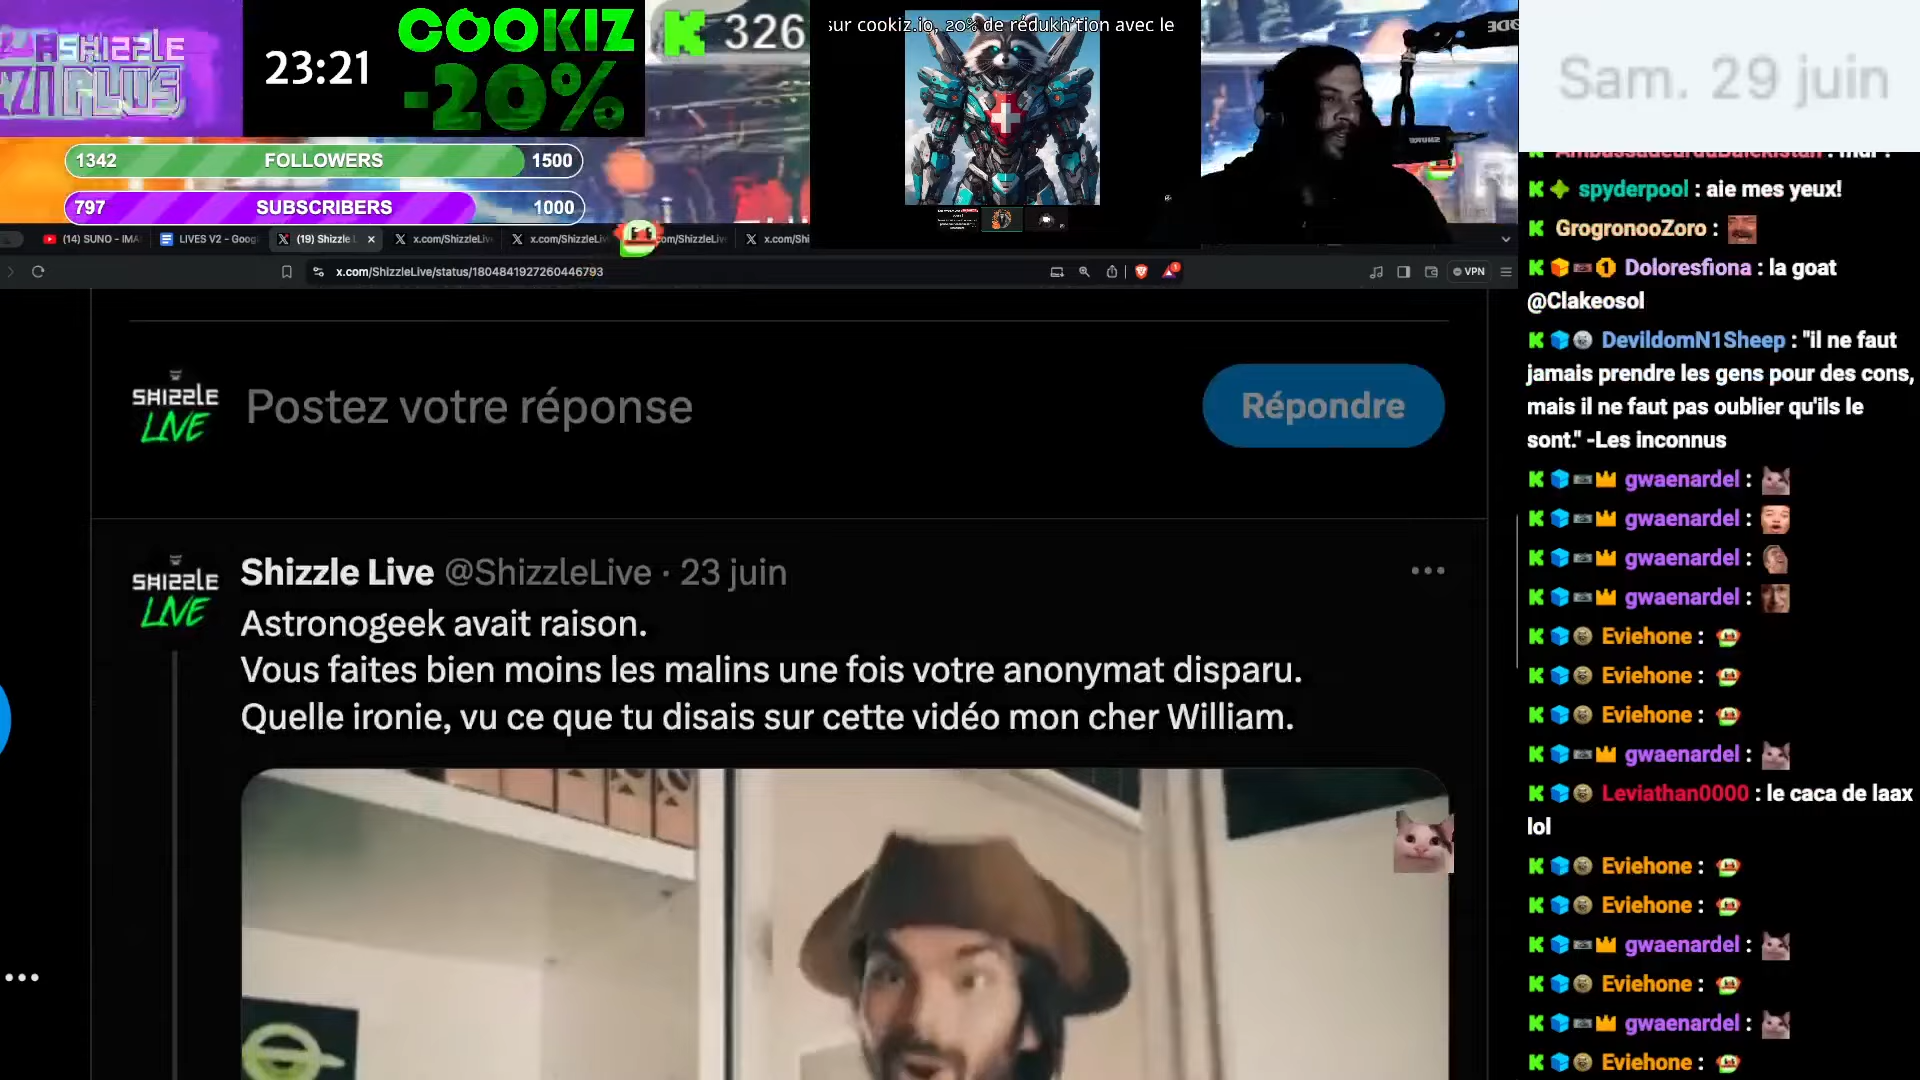 SHIZZLE
PLUS
23:21
COOKIZ
-20%
326
sur cookiz.io, 20% de rédukh'tion avec le
Sam. 29 juin
1342 FOLLOWERS 1500
797 SUBSCRIBERS 1000
(14) SUNO - IMA
LIVES V2 - Goog
(19) Shizzle L
x.com/ShizzleLiv
x.com/ShizzleLiv
om/ShizzleLiv
x.com/Shi
x.com/ShizzleLive/status/1804841927260446793
VPN
SHIZZLE
LIVE
Postez votre réponse
Répondre
SHIZZLE
LIVE
Shizzle Live @ShizzleLive · 23 juin
Astronogeek avait raison.
Vous faites bien moins les malins une fois votre anonymat disparu.
Quelle ironie, vu ce que tu disais sur cette vidéo mon cher William.
spyderpool : aie mes yeux!
GrogronooZoro :
Doloresfiona : la goat
@Clakeosol
DevildomN1Sheep : "il ne faut
jamais prendre les gens pour des cons,
mais il ne faut pas oublier qu'ils le
sont." -Les inconnus
gwaenardel :
gwaenardel :
gwaenardel :
gwaenardel :
Eviehone :
Eviehone :
Eviehone :
gwaenardel :
Leviathan0000 : le caca de laax
lol
Eviehone :
Eviehone :
gwaenardel :
Eviehone :
gwaenardel :
Eviehone :